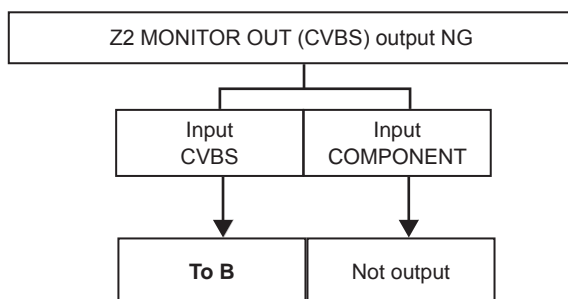 Z2 MONITOR OUT (CVBS) output NG
Input
CVBS
Input
COMPONENT
To B
Not output